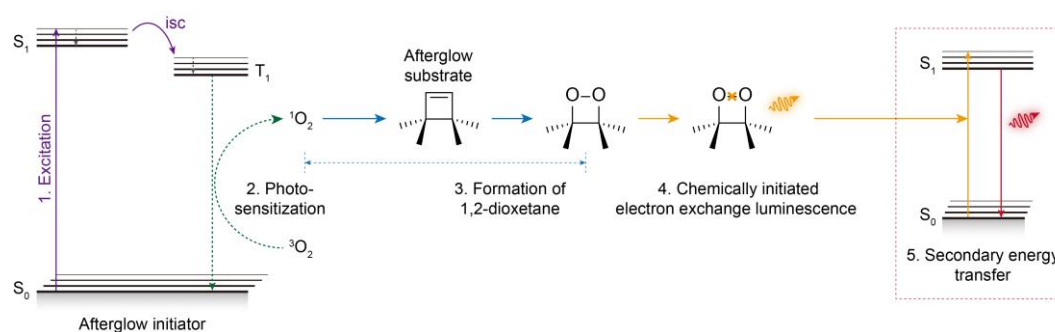 isc
S1
T1
1. Excitation
S0
Afterglow initiator
1O2
2. Photo-
sensitization
3O2
Afterglow
substrate
O-O
3. Formation of
1,2-dioxetane
O O
4. Chemically initiated
electron exchange luminescence
S1
S0
5. Secondary energy
transfer